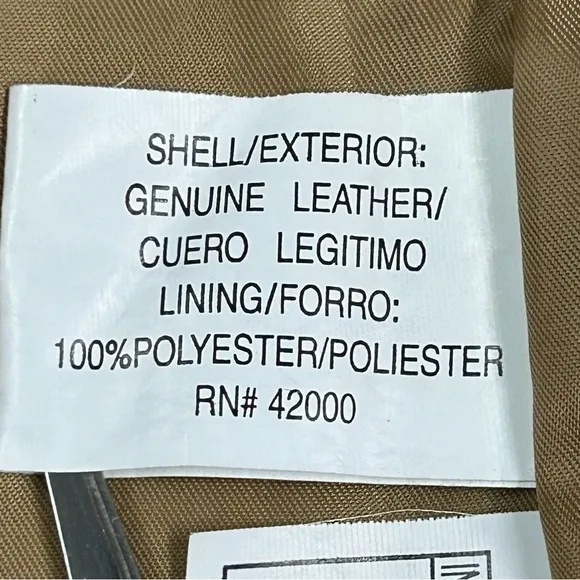 SHELL/EXTERIOR:
GENUINE LEATHER/
CUERO LEGITIMO
LINING/FORRO:
100%POLYESTER/POLIESTER
RN# 42000